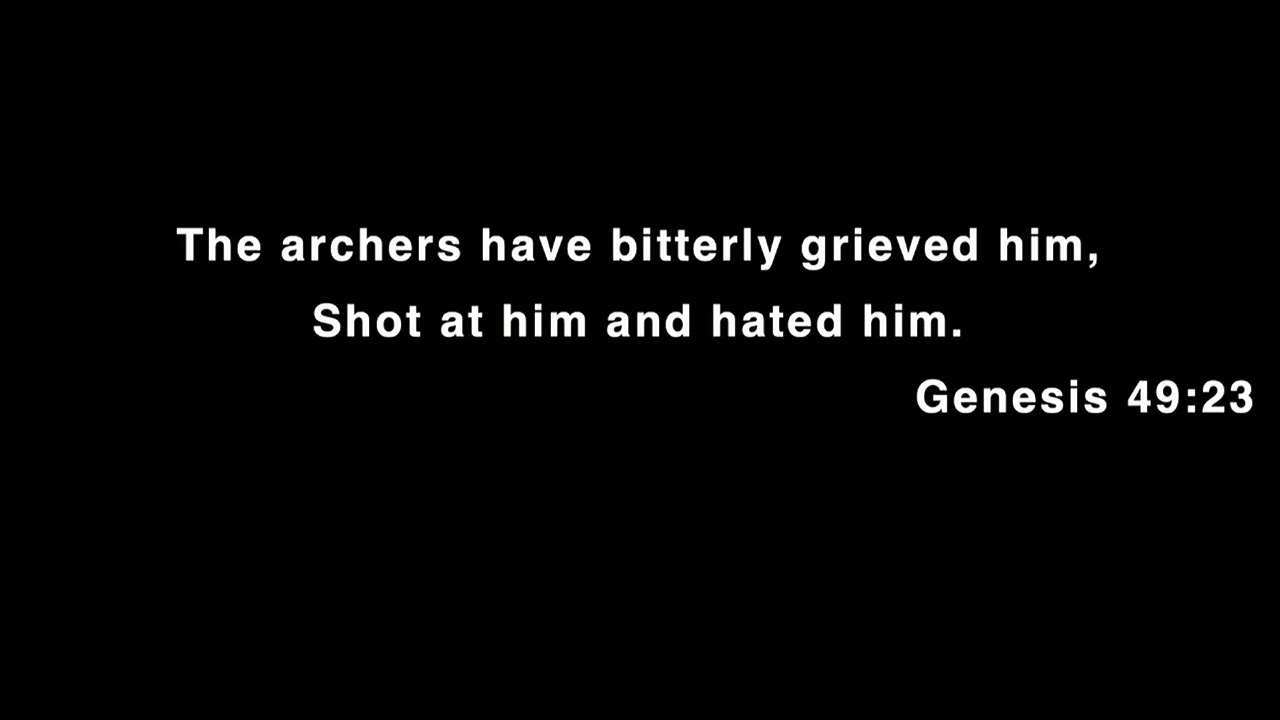 The archers have bitterly grieved him,
Shot at him and hated him.
Genesis 49:23